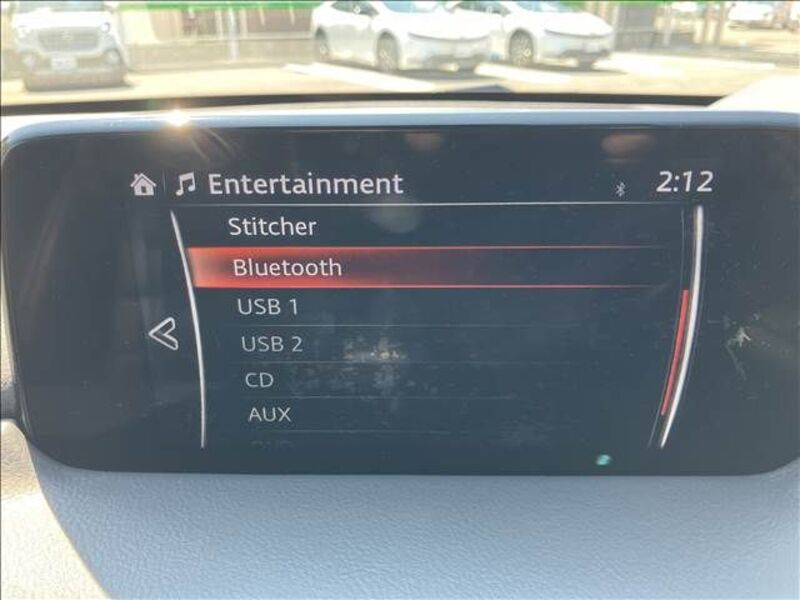 Entertainment 2:12
Stitcher
Bluetooth
USB 1
USB 2
CD
AUX